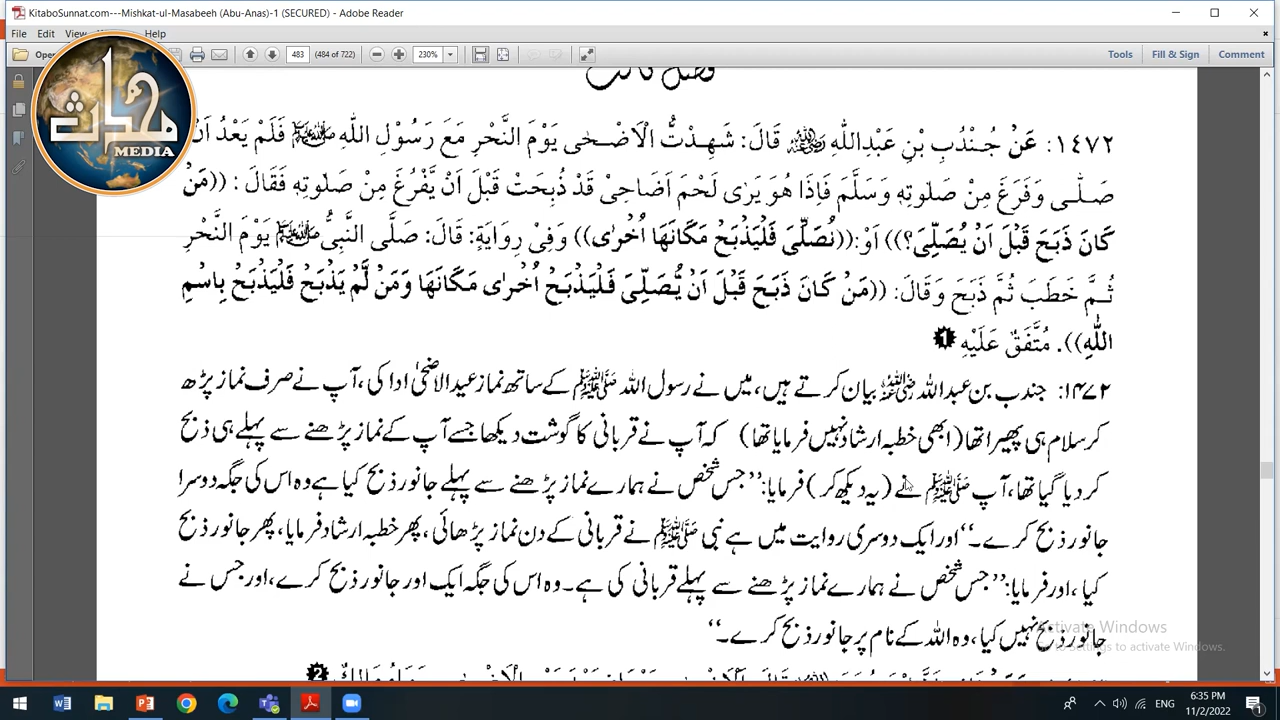 KitaboSunnat.com---Mishkat-ul-Masabeeh (Abu-Anas)-1 (SECURED) - Adobe Reader
File Edit View Help
Open 483 (484 of 722) 230% Tools Fill & Sign Comment
MEDIA
فصل ثالث
١٤٧٢: عَنْ جُنْدُبِ بْنِ عَبْدِاللّٰهِ ؓ قَالَ: شَهِدْتُّ الْاَضْحٰى يَوْمَ النَّحْرِ مَعَ رَسُوْلِ اللّٰهِ ﷺ فَلَمْ يَعْدُ اَنْ
صَلّٰى وَفَرَغَ مِنْ صَلٰوتِهٖ وَسَلَّمَ فَاِذَا هُوَ يَرٰى لَحْمَ اَضَاحِىْ قَدْ ذُبِحَتْ قَبْلَ اَنْ يَّفْرُغَ مِنْ صَلٰوتِهٖ فَقَالَ: ((مَنْ
كَانَ ذَبَحَ قَبْلَ اَنْ يُصَلِّىَ؟)) اَوْ: ((نُصَلِّىَ فَلْيَذْبَحْ مَكَانَهَا اُخْرٰى)) وَفِىْ رِوَايَةٍ: قَالَ: صَلَّى النَّبِىُّ ﷺ يَوْمَ النَّحْرِ
ثُمَّ خَطَبَ ثُمَّ ذَبَحَ وَقَالَ: ((مَنْ كَانَ ذَبَحَ قَبْلَ اَنْ يُّصَلِّىَ فَلْيَذْبَحْ اُخْرٰى مَكَانَهَا وَمَنْ لَّمْ يَذْبَحْ فَلْيَذْبَحْ بِاسْمِ
اللّٰهِ)). مُتَّفَقٌ عَلَيْهِ 1
۱۴۷۲: جندب بن عبداللہ ؓ بیان کرتے ہیں، میں نے رسول اللہ ﷺ کے ساتھ نماز عیدالاضحیٰ ادا کی، آپ نے صرف نماز پڑھ
کر سلام ہی پھیرا تھا (ابھی خطبہ ارشاد نہیں فرمایا تھا) کہ آپ نے قربانی کا گوشت دیکھا جسے آپ کے نماز پڑھنے سے پہلے ہی ذبح
کر دیا گیا تھا، آپ ﷺ نے (یہ دیکھ کر) فرمایا: ’’جس شخص نے ہمارے نماز پڑھنے سے پہلے جانور ذبح کیا ہے وہ اس کی جگہ دوسرا
جانور ذبح کرے۔‘‘ اور ایک دوسری روایت میں ہے نبی ﷺ نے قربانی کے دن نماز پڑھائی، پھر خطبہ ارشاد فرمایا، پھر جانور ذبح
کیا، اور فرمایا: ’’جس شخص نے ہمارے نماز پڑھنے سے پہلے قربانی کی ہے۔ وہ اس کی جگہ ایک اور جانور ذبح کرے، اور جس نے
جانور ذبح نہیں کیا، وہ اللہ کے نام پر جانور ذبح کرے۔‘‘
Activate Windows
Go to Settings to activate Windows.
2
ENG 6:35 PM
11/2/2022